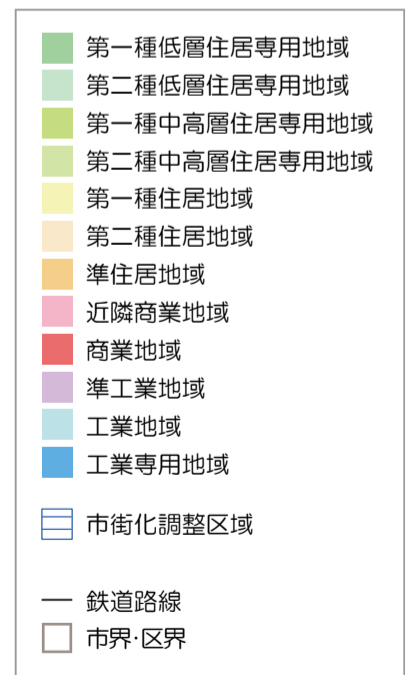 第一種低層住居専用地域
第二種低層住居専用地域
第一種中高層住居専用地域
第二種中高層住居専用地域
第一種住居地域
第二種住居地域
準住居地域
近隣商業地域
商業地域
準工業地域
工業地域
工業専用地域
市街化調整区域
鉄道路線
市界・区界